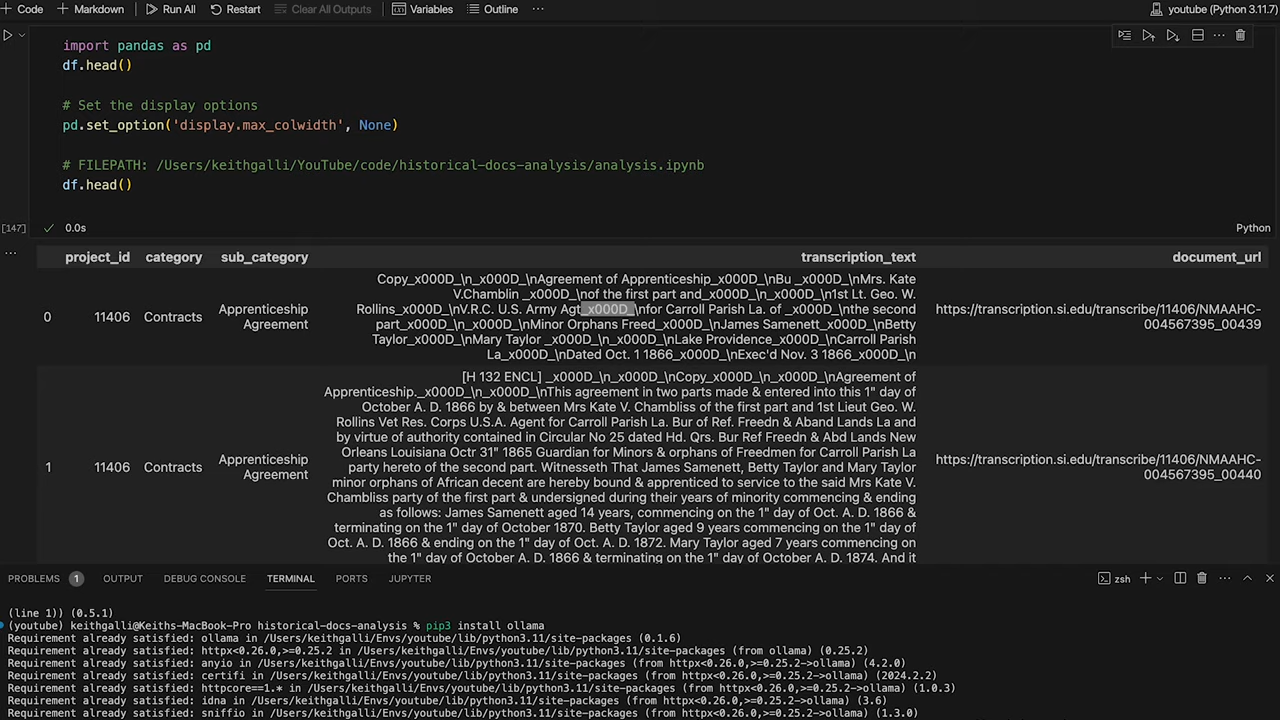 + Code + Markdown Run All Restart Clear All Outputs Variables Outline ··· youtube (Python 3.11.7)
import pandas as pd
df.head()
# Set the display options
pd.set_option('display.max_colwidth', None)
# FILEPATH: /Users/keithgalli/YouTube/code/historical-docs-analysis/analysis.ipynb
df.head()
[147] 0.0s Python
project_id category sub_category transcription_text document_url
Copy_x000D_\n_x000D_\nAgreement of Apprenticeship_x000D_\nBu _x000D_\nMrs. Kate
V.Chamblin _x000D_\nof the first part and_x000D_\n_x000D_\n1st Lt. Geo. W.
0 11406 Contracts Apprenticeship Agreement Rollins_x000D_\nV.R.C. U.S. Army Agt_x000D_\nfor Carroll Parish La. of _x000D_\nthe second https://transcription.si.edu/transcribe/11406/NMAAHC-
part_x000D_\n_x000D_\nMinor Orphans Freed_x000D_\nJames Samenett_x000D_\nBetty 004567395_00439
Taylor_x000D_\nMary Taylor _x000D_\n_x000D_\nLake Providence_x000D_\nCarroll Parish
La_x000D_\nDated Oct. 1 1866_x000D_\nExec'd Nov. 3 1866_x000D_\n
[H 132 ENCL] _x000D_\n_x000D_\nCopy_x000D_\n_x000D_\nAgreement of
Apprenticeship._x000D_\n_x000D_\nThis agreement in two parts made & entered into this 1" day of
October A. D. 1866 by & between Mrs Kate V. Chambliss of the first part and 1st Lieut Geo. W.
Rollins Vet Res. Corps U.S.A. Agent for Carroll Parish La. Bur of Ref. Freedn & Aband Lands La and
by virtue of authority contained in Circular No 25 dated Hd. Qrs. Bur Ref Freedn & Abd Lands New
Orleans Louisiana Octr 31" 1865 Guardian for Minors & orphans of Freedmen for Carroll Parish La
1 11406 Contracts Apprenticeship Agreement party hereto of the second part. Witnesseth That James Samenett, Betty Taylor and Mary Taylor https://transcription.si.edu/transcribe/11406/NMAAHC-
minor orphans of African decent are hereby bound & apprenticed to service to the said Mrs Kate V. 004567395_00440
Chambliss party of the first part & undersigned during their years of minority commencing & ending
as follows: James Samenett aged 14 years, commencing on the 1" day of Oct. A. D. 1866 &
terminating on the 1" day of October 1870. Betty Taylor aged 9 years commencing on the 1" day of
Oct. A. D. 1866 & ending on the 1" day of A. D. 1872. Mary Taylor aged 7 years commencing on
the 1" day of October A. D. 1866 & terminating on the 1" day of October A. D. 1874. And it
PROBLEMS 1 OUTPUT DEBUG CONSOLE TERMINAL PORTS JUPYTER zsh
(line 1)) (0.5.1)
(youtube) keithgalli@Keiths-MacBook-Pro historical-docs-analysis % pip3 install ollama
Requirement already satisfied: ollama in /Users/keithgalli/Envs/youtube/lib/python3.11/site-packages (0.1.6)
Requirement already satisfied: httpx<0.26.0,>=0.25.2 in /Users/keithgalli/Envs/youtube/lib/python3.11/site-packages (from ollama) (0.25.2)
Requirement already satisfied: anyio in /Users/keithgalli/Envs/youtube/lib/python3.11/site-packages (from httpx<0.26.0,>=0.25.2->ollama) (4.2.0)
Requirement already satisfied: certifi in /Users/keithgalli/Envs/youtube/lib/python3.11/site-packages (from httpx<0.26.0,>=0.25.2->ollama) (2024.2.2)
Requirement already satisfied: httpcore==1.* in /Users/keithgalli/Envs/youtube/lib/python3.11/site-packages (from httpx<0.26.0,>=0.25.2->ollama) (1.0.3)
Requirement already satisfied: idna in /Users/keithgalli/Envs/youtube/lib/python3.11/site-packages (from httpx<0.26.0,>=0.25.2->ollama) (3.6)
Requirement already satisfied: sniffio in /Users/keithgalli/Envs/youtube/lib/python3.11/site-packages (from httpx<0.26.0,>=0.25.2->ollama) (1.3.0)